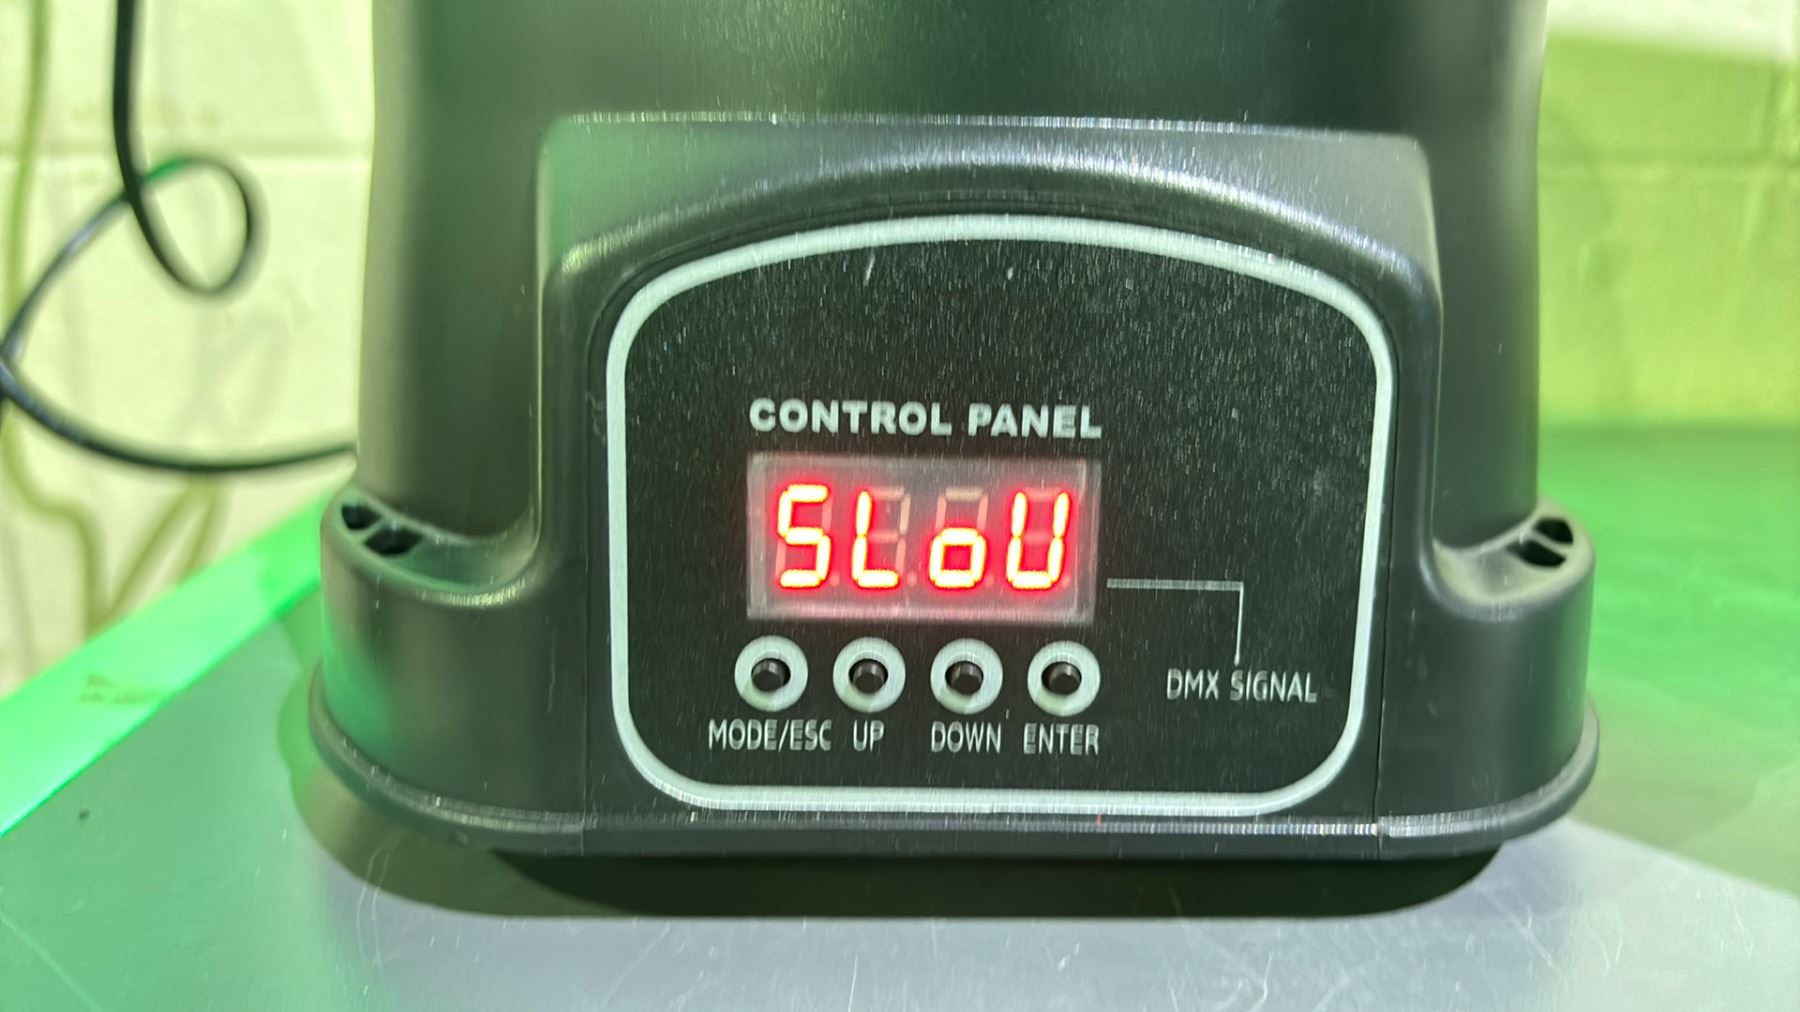 CONTROL PANEL
SLoU
MODE/ESC UP DOWN ENTER
DMX SIGNAL